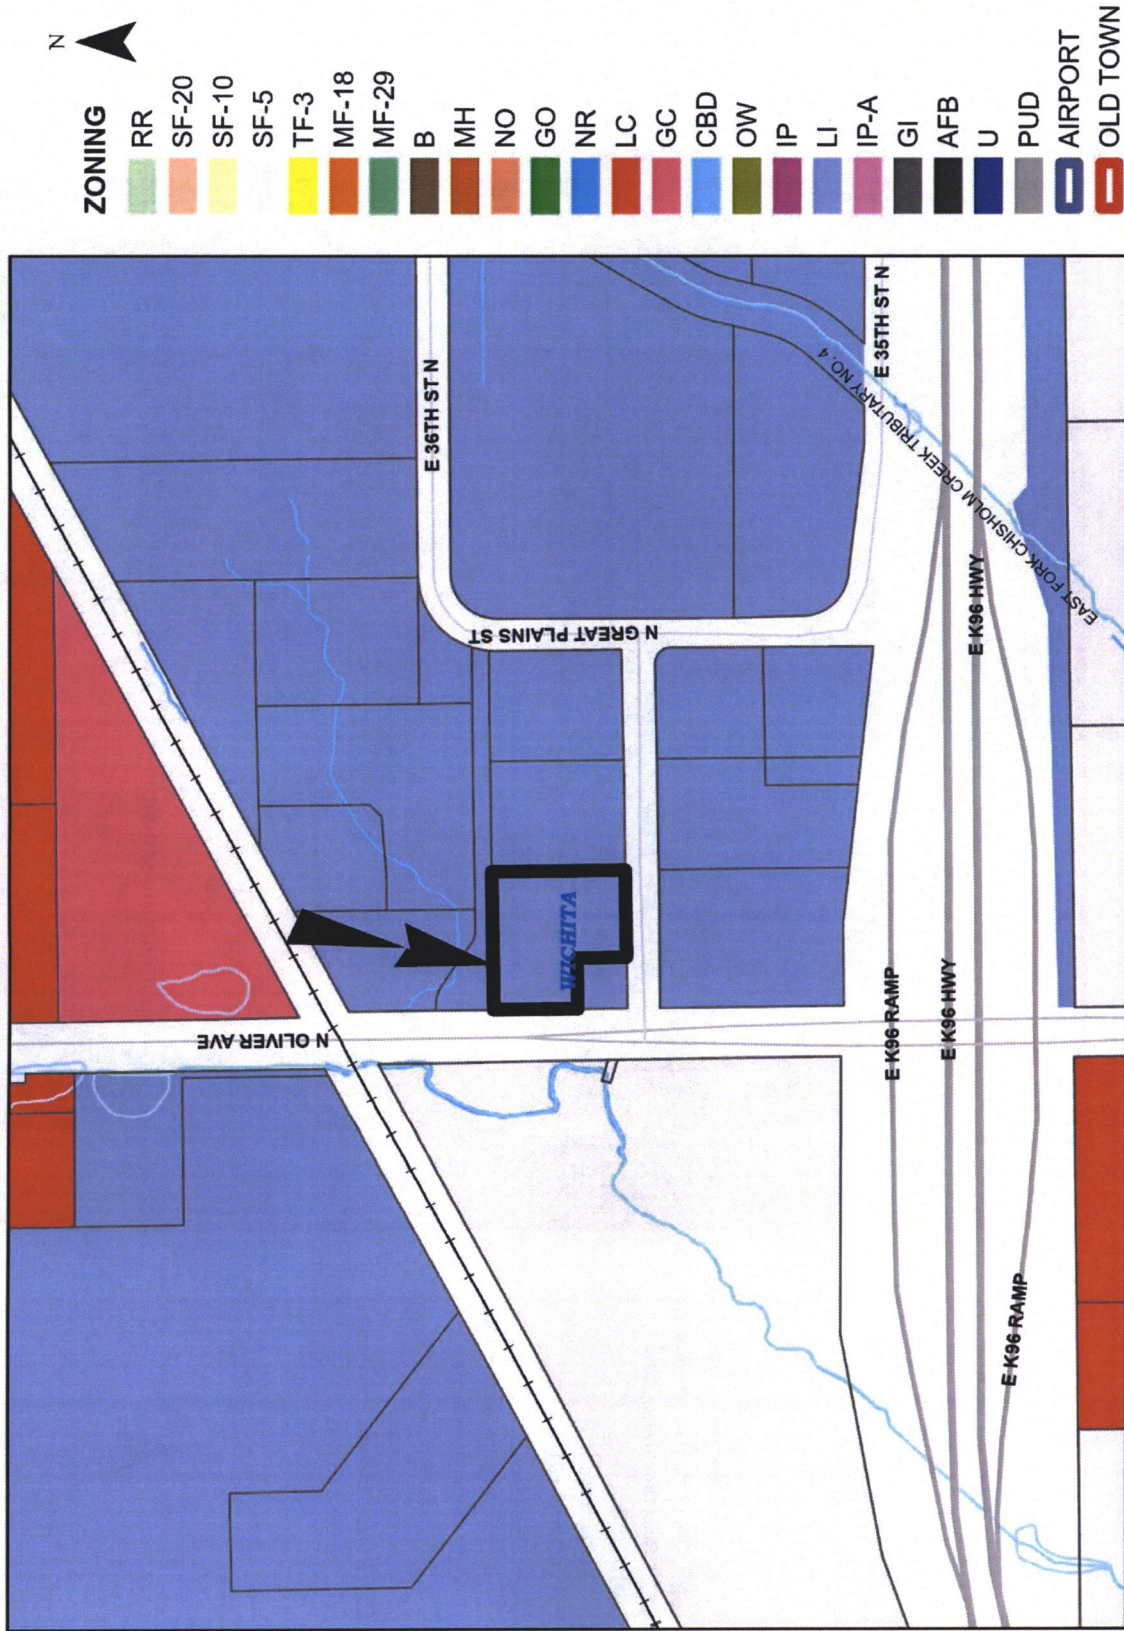 N
ZONING
RR
SF-20
SF-10
SF-5
TF-3
MF-18
MF-29
B
MH
NO
GO
NR
LC
GC
CBD
OW
IP
LI
IP-A
GI
AFB
U
PUD
AIRPORT
OLD TOWN
E 36TH ST N
E 35TH ST N
EAST FORK CHISHOLM CREEK TRIBUTARY NO. 4
N GREAT PLAINS ST
E K96 HWY
WICHITA
N OLIVER AVE
E K96 RAMP
E K96 HWY
E K96 RAMP